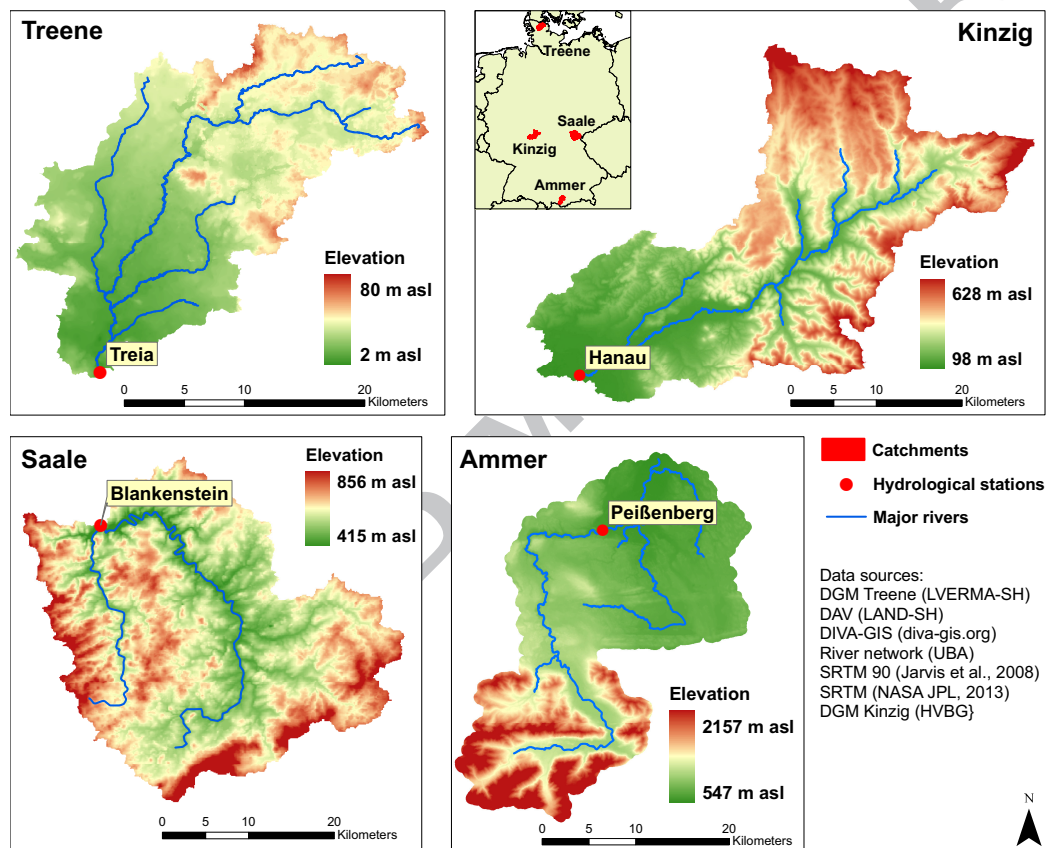 Treene
Elevation
80 m asl
2 m asl
Treia
0 5 10 20
Kilometers
Treene
Saale
Kinzig
Ammer
Kinzig
Elevation
628 m asl
98 m asl
Hanau
0 5 10 20
Kilometers
Saale
Elevation
856 m asl
415 m asl
Blankenstein
0 5 10 20
Kilometers
Ammer
Peißenberg
Elevation
2157 m asl
547 m asl
0 5 10 20
Kilometers
Catchments
Hydrological stations
Major rivers
Data sources:
DGM Treene (LVERMA-SH)
DAV (LAND-SH)
DIVA-GIS (diva-gis.org)
River network (UBA)
SRTM 90 (Jarvis et al., 2008)
SRTM (NASA JPL, 2013)
DGM Kinzig (HVBG}
N